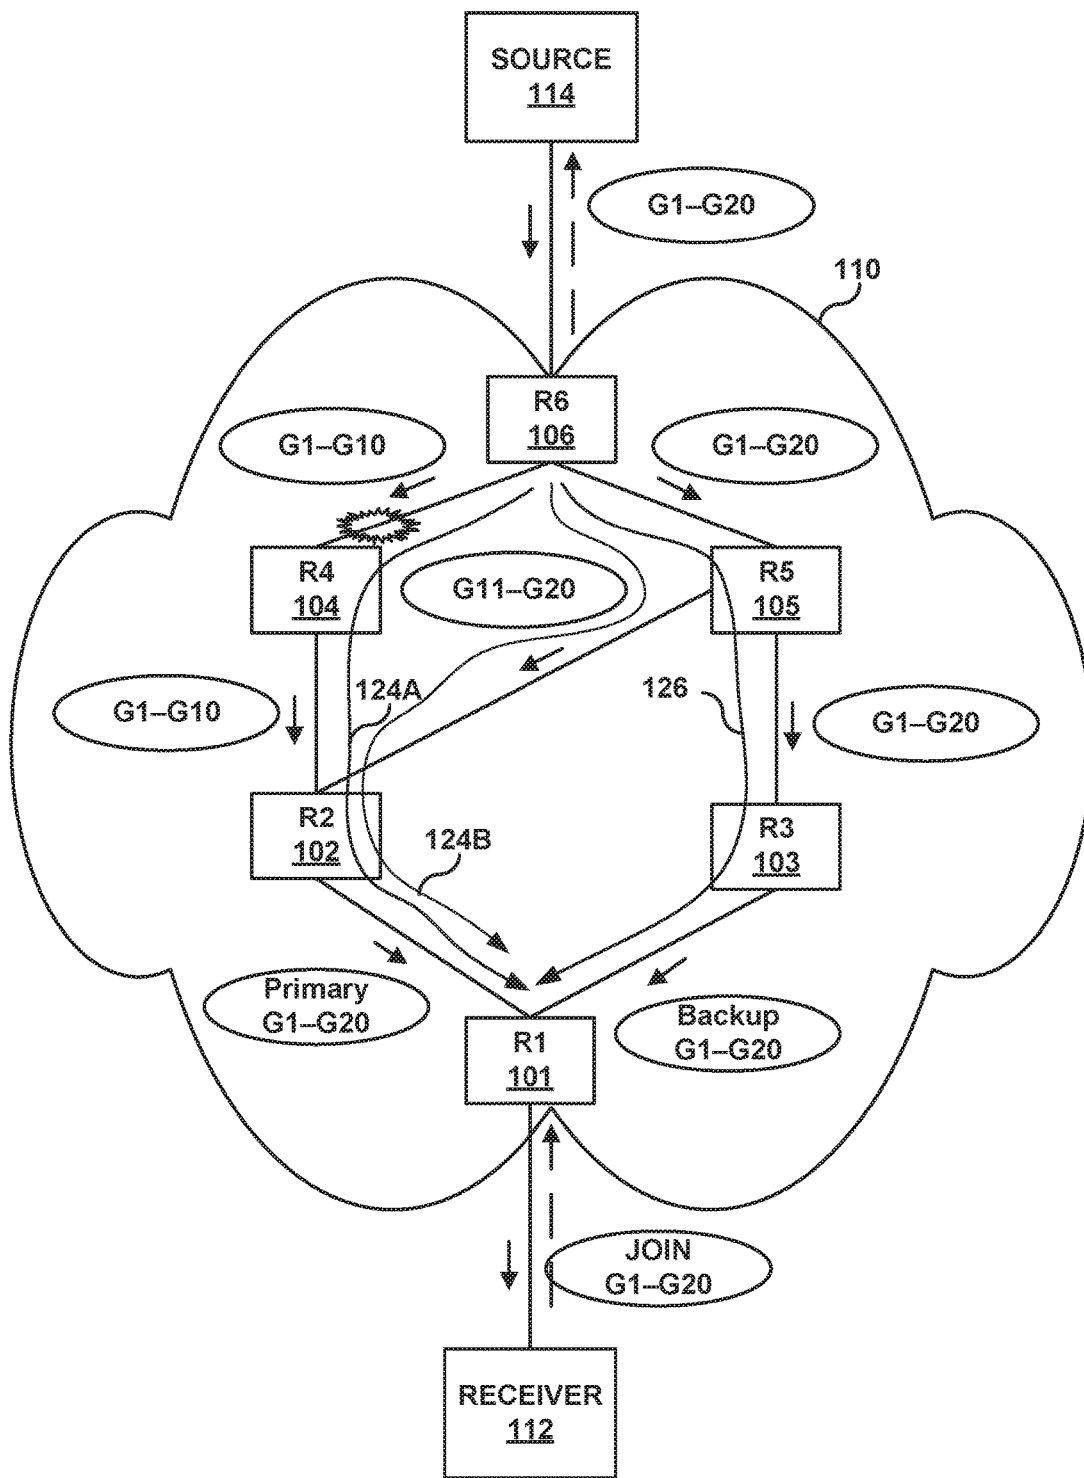 SOURCE
114
G1–G20
110
R6
106
G1–G10
G1–G20
R4
104
G11–G20
R5
105
124A
126
G1–G10
G1–G20
R2
102
124B
R3
103
Primary
G1–G20
Backup
G1–G20
R1
101
JOIN
G1–G20
RECEIVER
112